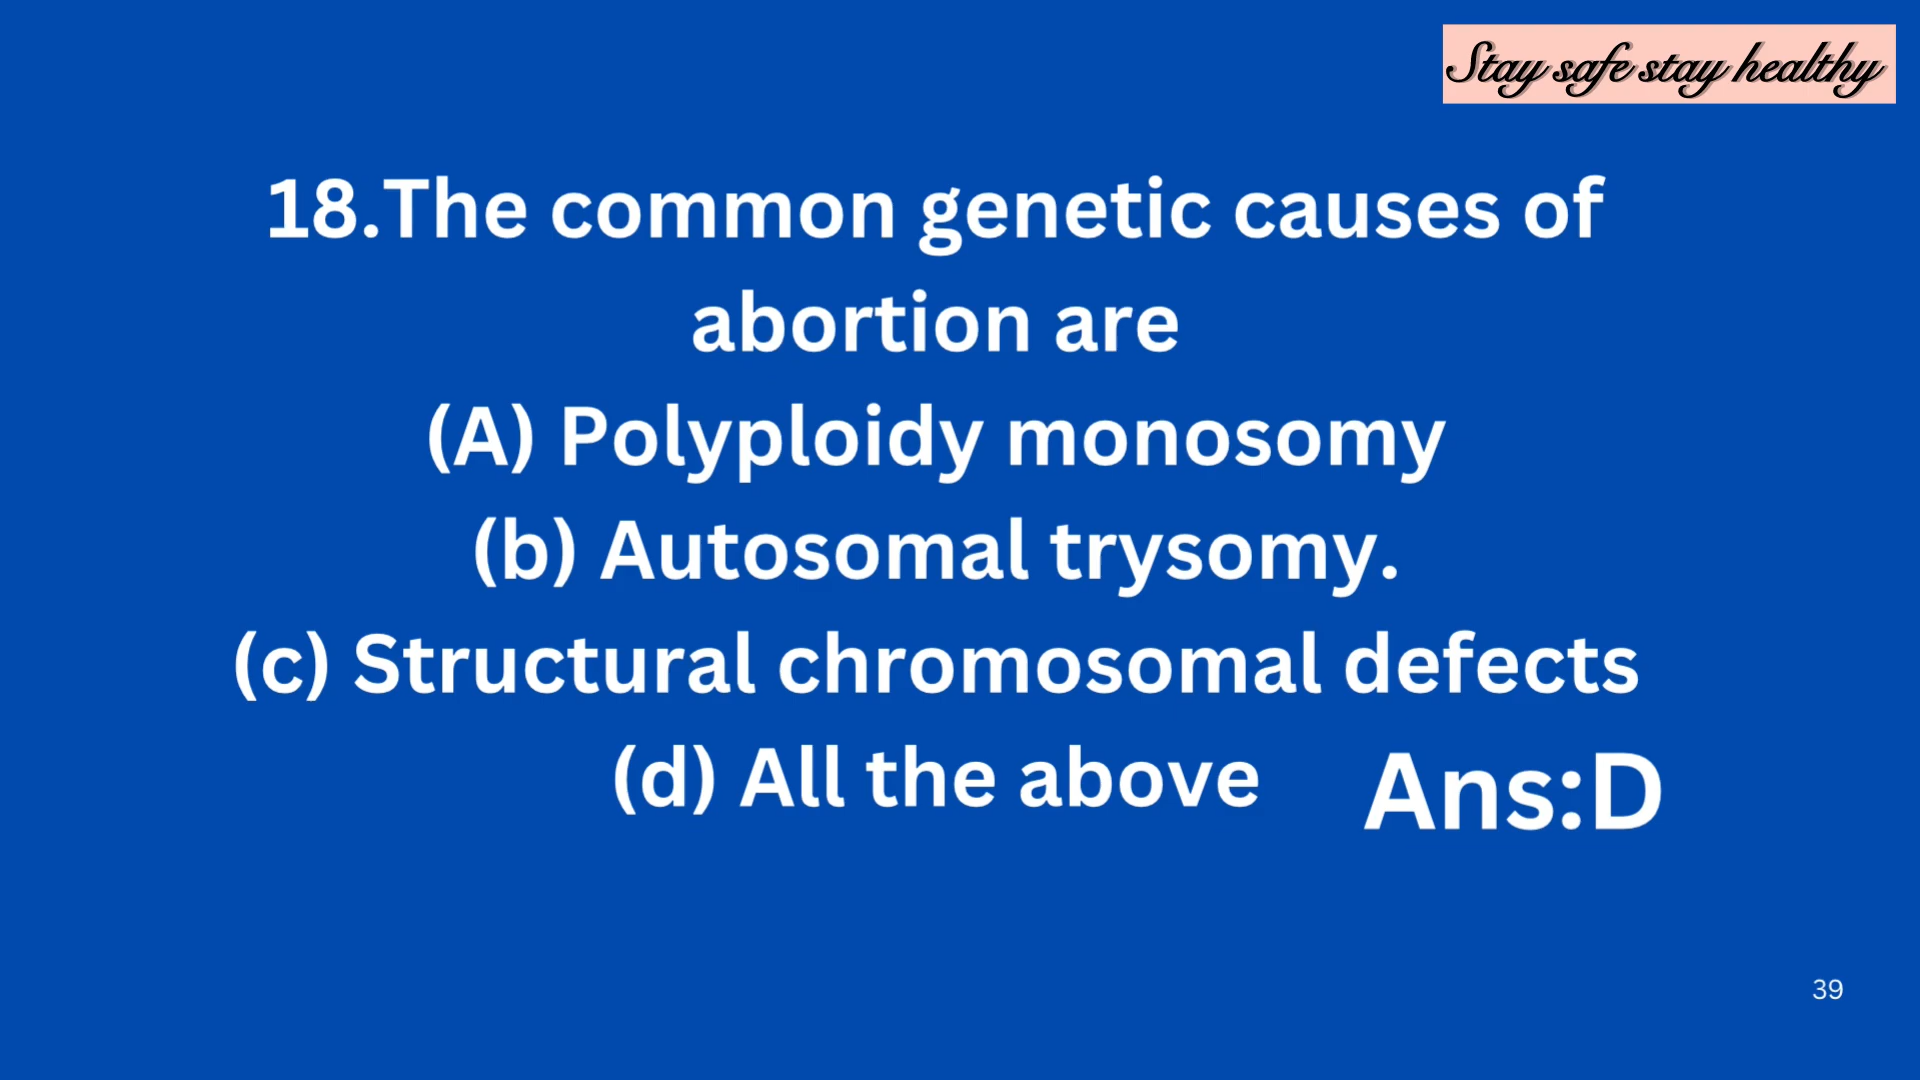 Stay safe stay healthy
18.The common genetic causes of
abortion are
(A) Polyploidy monosomy
(b) Autosomal trysomy.
(c) Structural chromosomal defects
(d) All the above
Ans:D
39